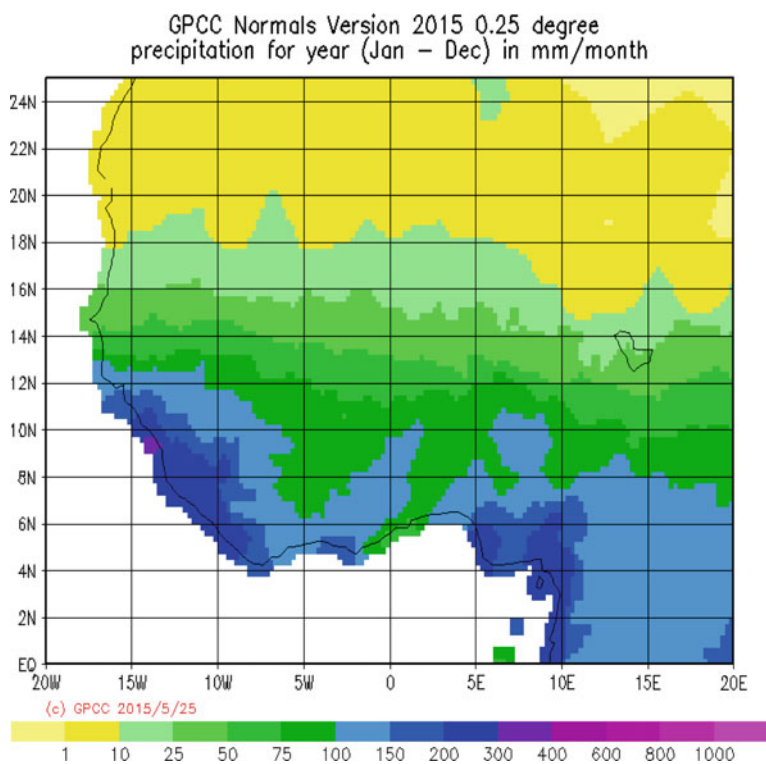 GPCC Normals Version 2015 0.25 degree
precipitation for year (Jan – Dec) in mm/month
24N
22N
20N
18N
16N
14N
12N
10N
8N
6N
4N
2N
EQ
20W 15W 10W 5W 0 5E 10E 15E 20E
(c) GPCC 2015/5/25
1 10 25 50 75 100 150 200 300 400 600 800 1000